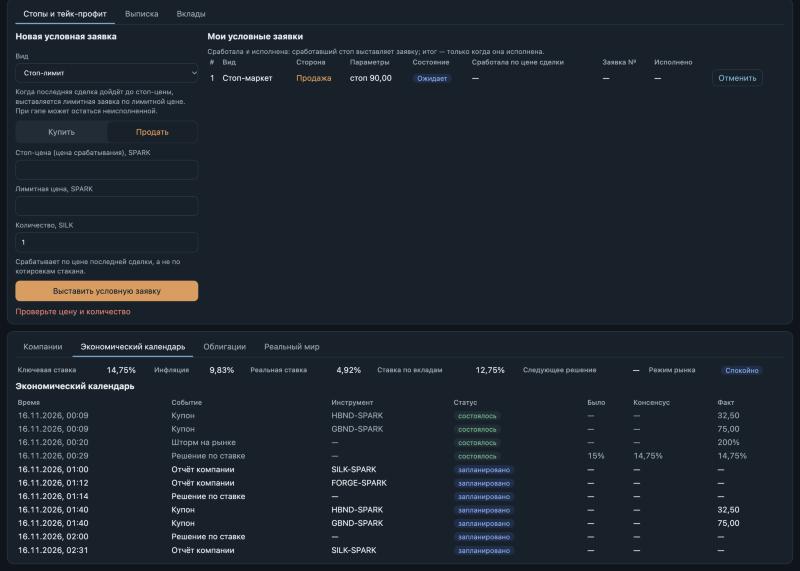 Стопы и тейк-профит Выписка Вклады
Новая условная заявка
Вид
Стоп-лимит
Когда последняя сделка дойдёт до стоп-цены,
выставляется лимитная заявка по лимитной цене.
При гэпе может остаться неисполненной.
Купить Продать
Стоп-цена (цена срабатывания), SPARK
Лимитная цена, SPARK
Количество, SILK
1
Срабатывает по цене последней сделки, а не по
котировкам стакана.
Выставить условную заявку
Проверьте цену и количество
Мои условные заявки
Сработала ≠ исполнена: сработавший стоп выставляет заявку; итог — только когда она исполнена.
# Вид Сторона Параметры Состояние Сработала по цене сделки Заявка № Исполнено
1 Стоп-маркет Продажа стоп 90,00 Ожидает — — — Отменить
Компании Экономический календарь Облигации Реальный мир
Ключевая ставка 14,75% Инфляция 9,83% Реальная ставка 4,92% Ставка по вкладам 12,75% Следующее решение — Режим рынка Спокойно
Экономический календарь
Время Событие Инструмент Статус Было Консенсус Факт
16.11.2026, 00:09 Купон HBND-SPARK состоялось — — 32,50
16.11.2026, 00:09 Купон GBND-SPARK состоялось — — 75,00
16.11.2026, 00:20 Шторм на рынке — состоялось — — 200%
16.11.2026, 00:29 Решение по ставке — состоялось 15% 14,75% 14,75%
16.11.2026, 01:00 Отчёт компании SILK-SPARK запланировано — — —
16.11.2026, 01:12 Отчёт компании FORGE-SPARK запланировано — — —
16.11.2026, 01:14 Решение по ставке — запланировано — — —
16.11.2026, 01:40 Купон HBND-SPARK запланировано — — 32,50
16.11.2026, 01:40 Купон GBND-SPARK запланировано — — 75,00
16.11.2026, 02:00 Решение по ставке — запланировано — — —
16.11.2026, 02:31 Отчёт компании SILK-SPARK запланировано — — —